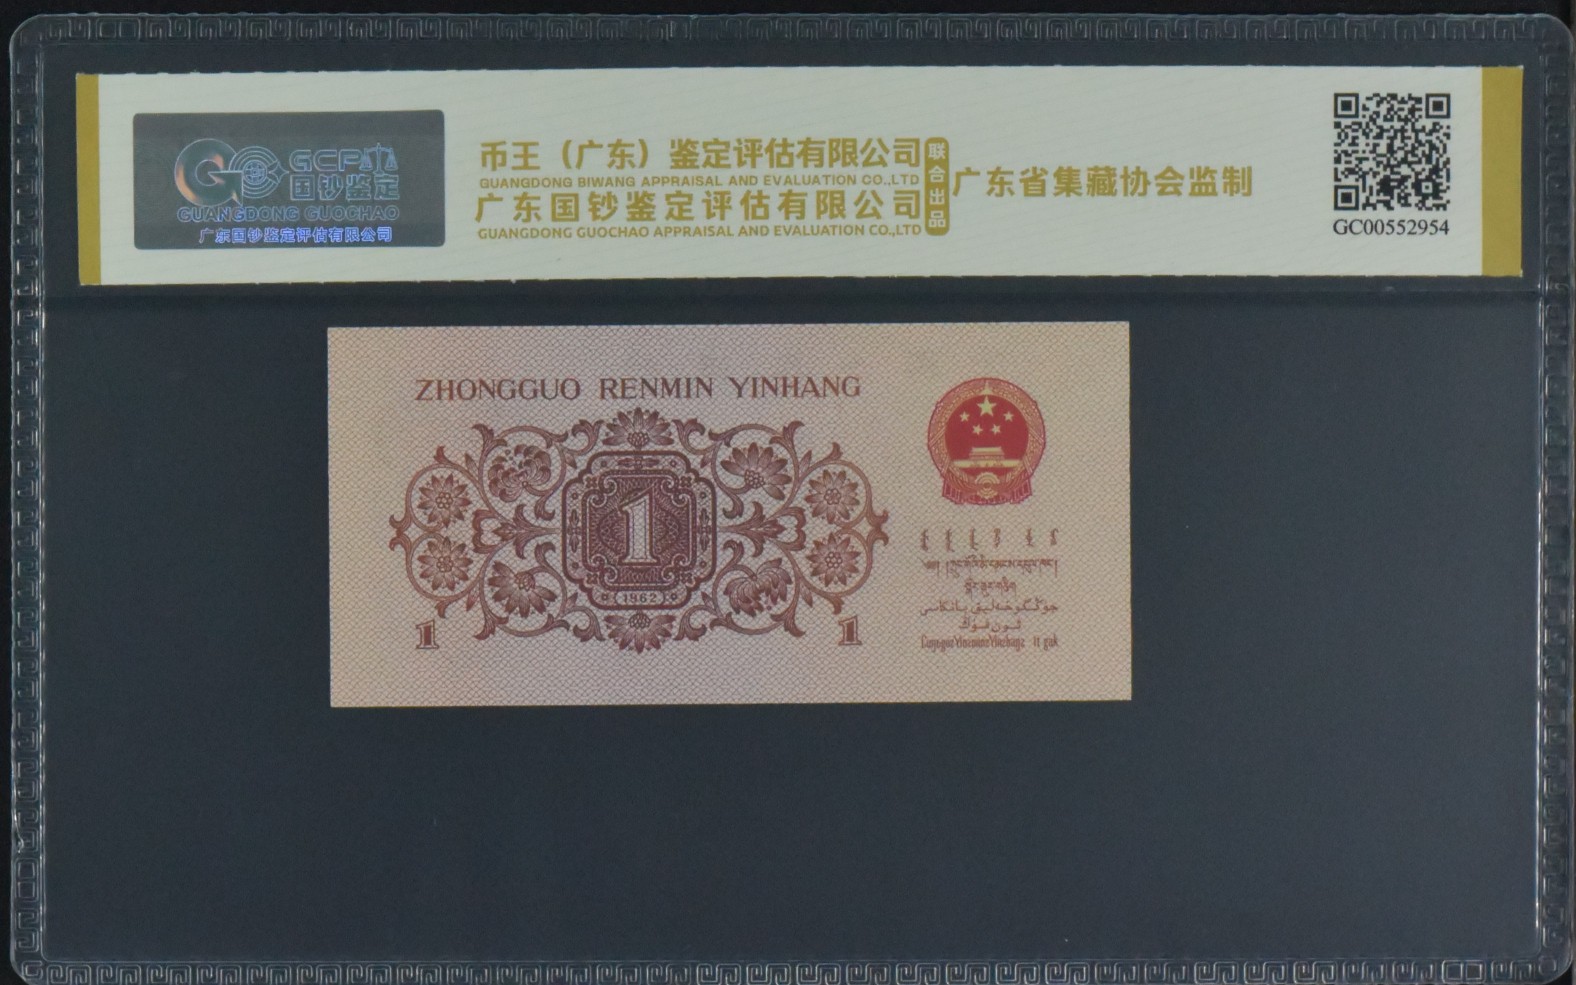 GCP
国钞鉴定
GUANGDONG GUOCHAO
广东国钞鉴定评估有限公司
币王（广东）鉴定评估有限公司
GUANGDONG BIWANG APPRAISAL AND EVALUATION CO.,LTD
广东国钞鉴定评估有限公司
GUANGDONG GUOCHAO APPRAISAL AND EVALUATION CO.,LTD
联合出品
广东省集藏协会监制
GC00552954
ZHONGGUO RENMIN YINHANG
1
(1962)
1
1